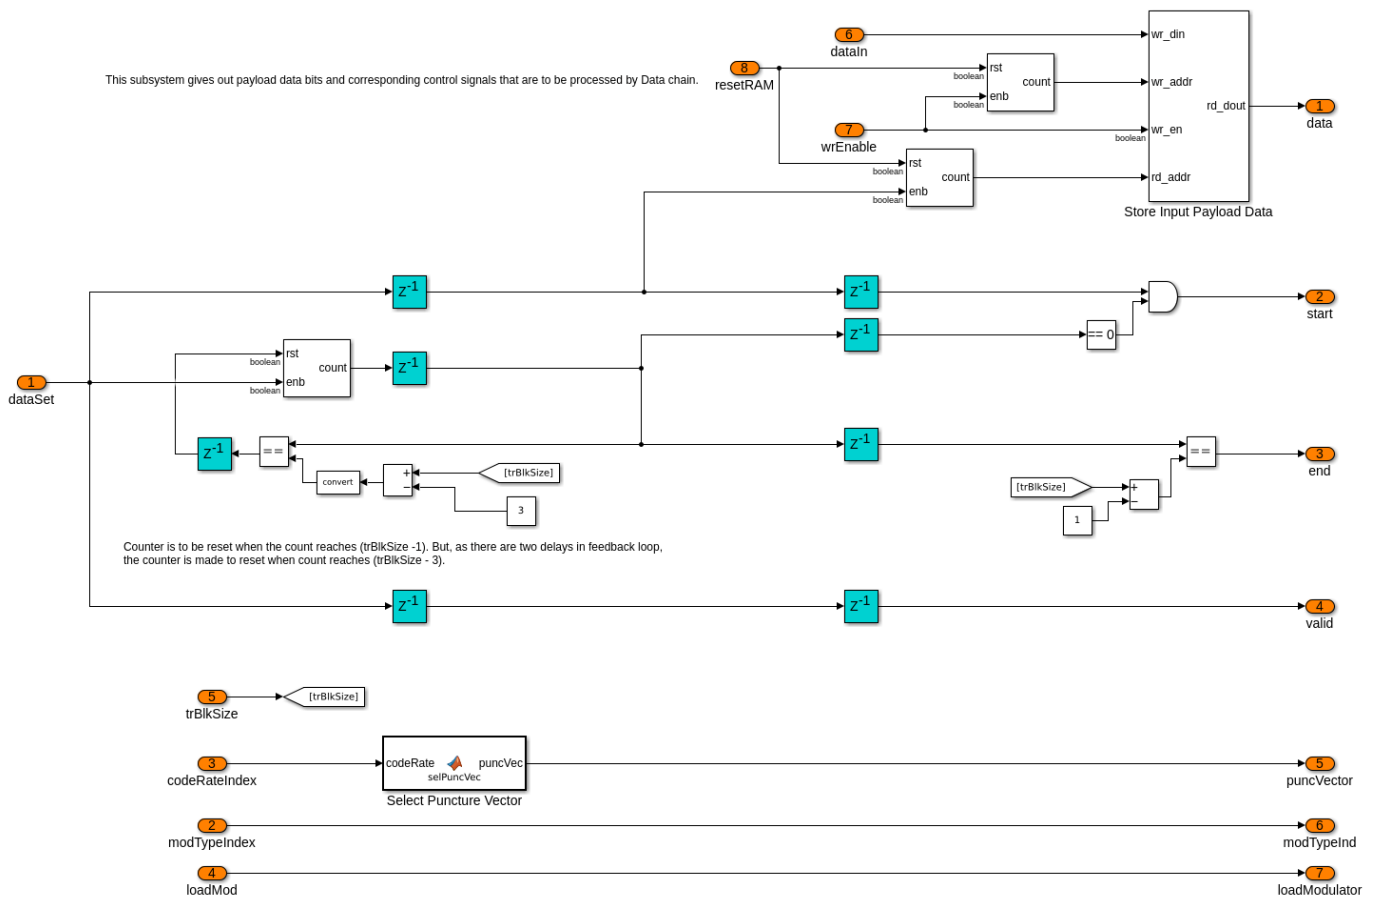 6
dataIn
wr_din
8
resetRAM
boolean
rst
enb
count
boolean
wr_addr
rd_dout
1
data
This subsystem gives out payload data bits and corresponding control signals that are to be processed by Data chain.
7
wrEnable
boolean
wr_en
boolean
rst
boolean
enb
count
rd_addr
Store Input Payload Data
Z-1
Z-1
2
start
Z-1
== 0
boolean
rst
boolean
enb
count
Z-1
1
dataSet
Z-1
==
convert
+
−
[trBlkSize]
3
Z-1
==
[trBlkSize]
1
+
−
3
end
Counter is to be reset when the count reaches (trBlkSize -1). But, as there are two delays in feedback loop,
the counter is made to reset when count reaches (trBlkSize - 3).
Z-1
Z-1
4
valid
5
trBlkSize
[trBlkSize]
3
codeRateIndex
codeRate
puncVec
selPuncVec
Select Puncture Vector
5
puncVector
2
modTypeIndex
6
modTypeInd
4
loadMod
7
loadModulator